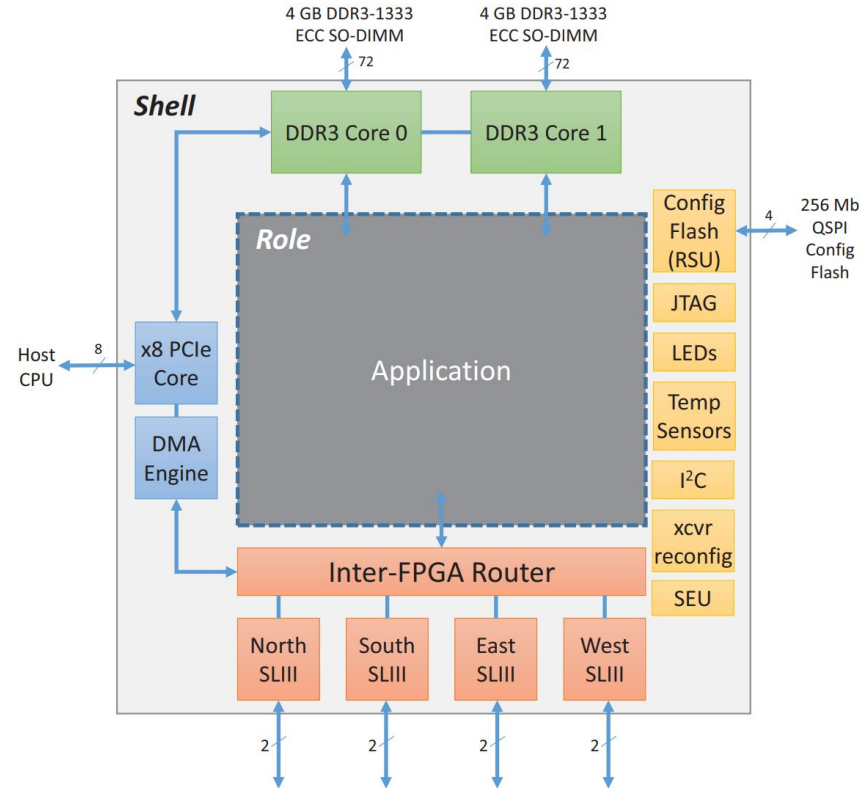 4 GB DDR3-1333
ECC SO-DIMM
4 GB DDR3-1333
ECC SO-DIMM
72
72
Shell
DDR3 Core 0
DDR3 Core 1
Role
Application
Config
Flash
(RSU)
4
256 Mb
QSPI
Config
Flash
JTAG
LEDs
Temp
Sensors
I²C
xcvr
reconfig
SEU
Host
CPU
8
x8 PCIe
Core
DMA
Engine
Inter-FPGA Router
North
SLIII
South
SLIII
East
SLIII
West
SLIII
2
2
2
2